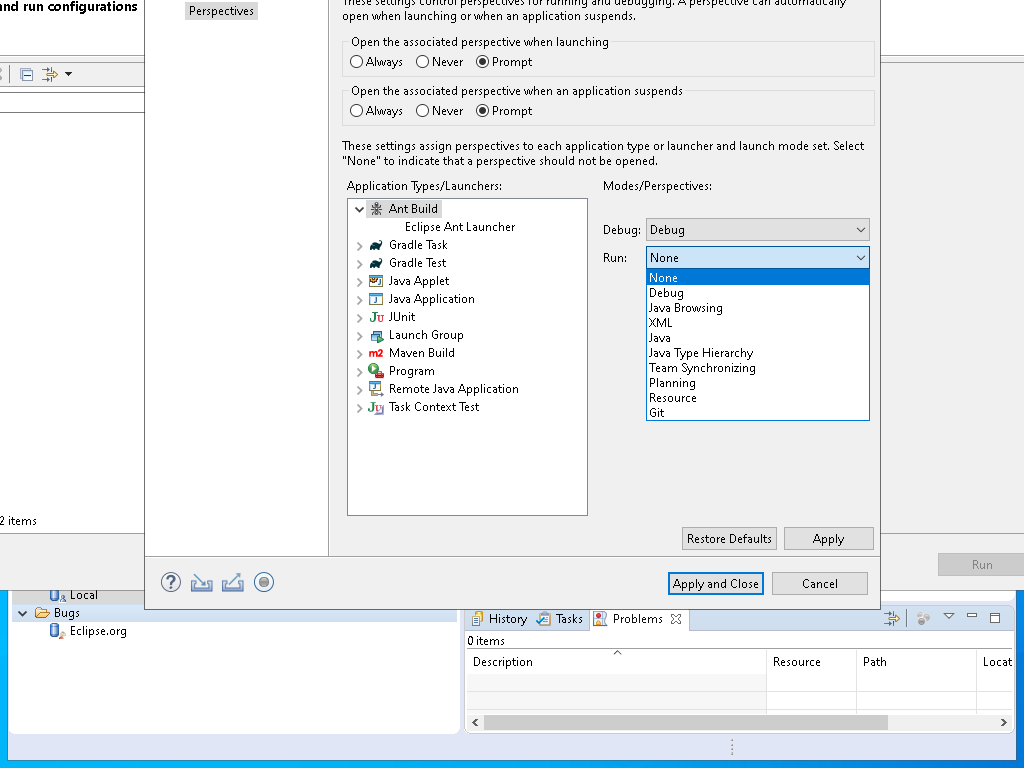 and run configurations
Perspectives
These settings control perspectives for running and debugging. A perspective can automatically
open when launching or when an application suspends.
Open the associated perspective when launching
Always Never Prompt
Open the associated perspective when an application suspends
Always Never Prompt
These settings assign perspectives to each application type or launcher and launch mode set. Select
"None" to indicate that a perspective should not be opened.
Application Types/Launchers:
Modes/Perspectives:
Ant Build
Eclipse Ant Launcher
Gradle Task
Gradle Test
Java Applet
Java Application
JUnit
Launch Group
Maven Build
Program
Remote Java Application
Task Context Test
Debug: Debug
Run: None
None
Debug
Java Browsing
XML
Java
Java Type Hierarchy
Team Synchronizing
Planning
Resource
Git
2 items
Restore Defaults
Apply
Run
Apply and Close
Cancel
Local
Bugs
Eclipse.org
History
Tasks
Problems
0 items
Description
Resource
Path
Locat